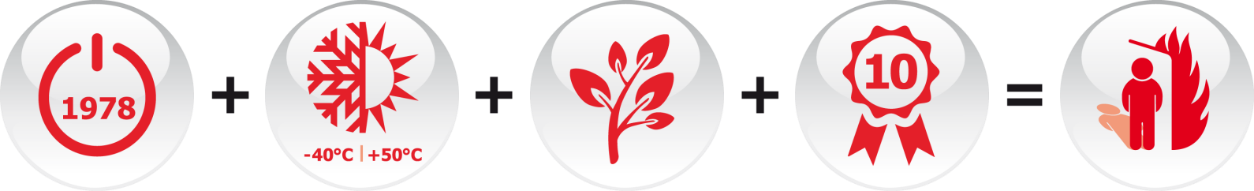 1978 + -40°C | +50°C + + 10 =